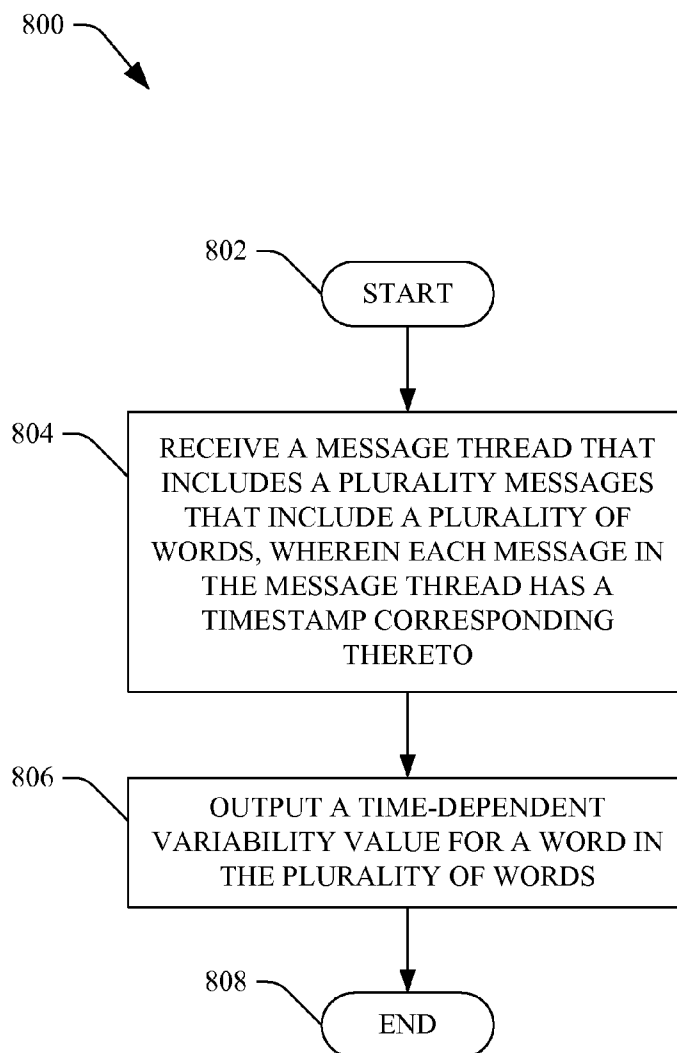 800
802
START
804
RECEIVE A MESSAGE THREAD THAT
INCLUDES A PLURALITY MESSAGES
THAT INCLUDE A PLURALITY OF
WORDS, WHEREIN EACH MESSAGE IN
THE MESSAGE THREAD HAS A
TIMESTAMP CORRESPONDING
THERETO
806
OUTPUT A TIME-DEPENDENT
VARIABILITY VALUE FOR A WORD IN
THE PLURALITY OF WORDS
808
END